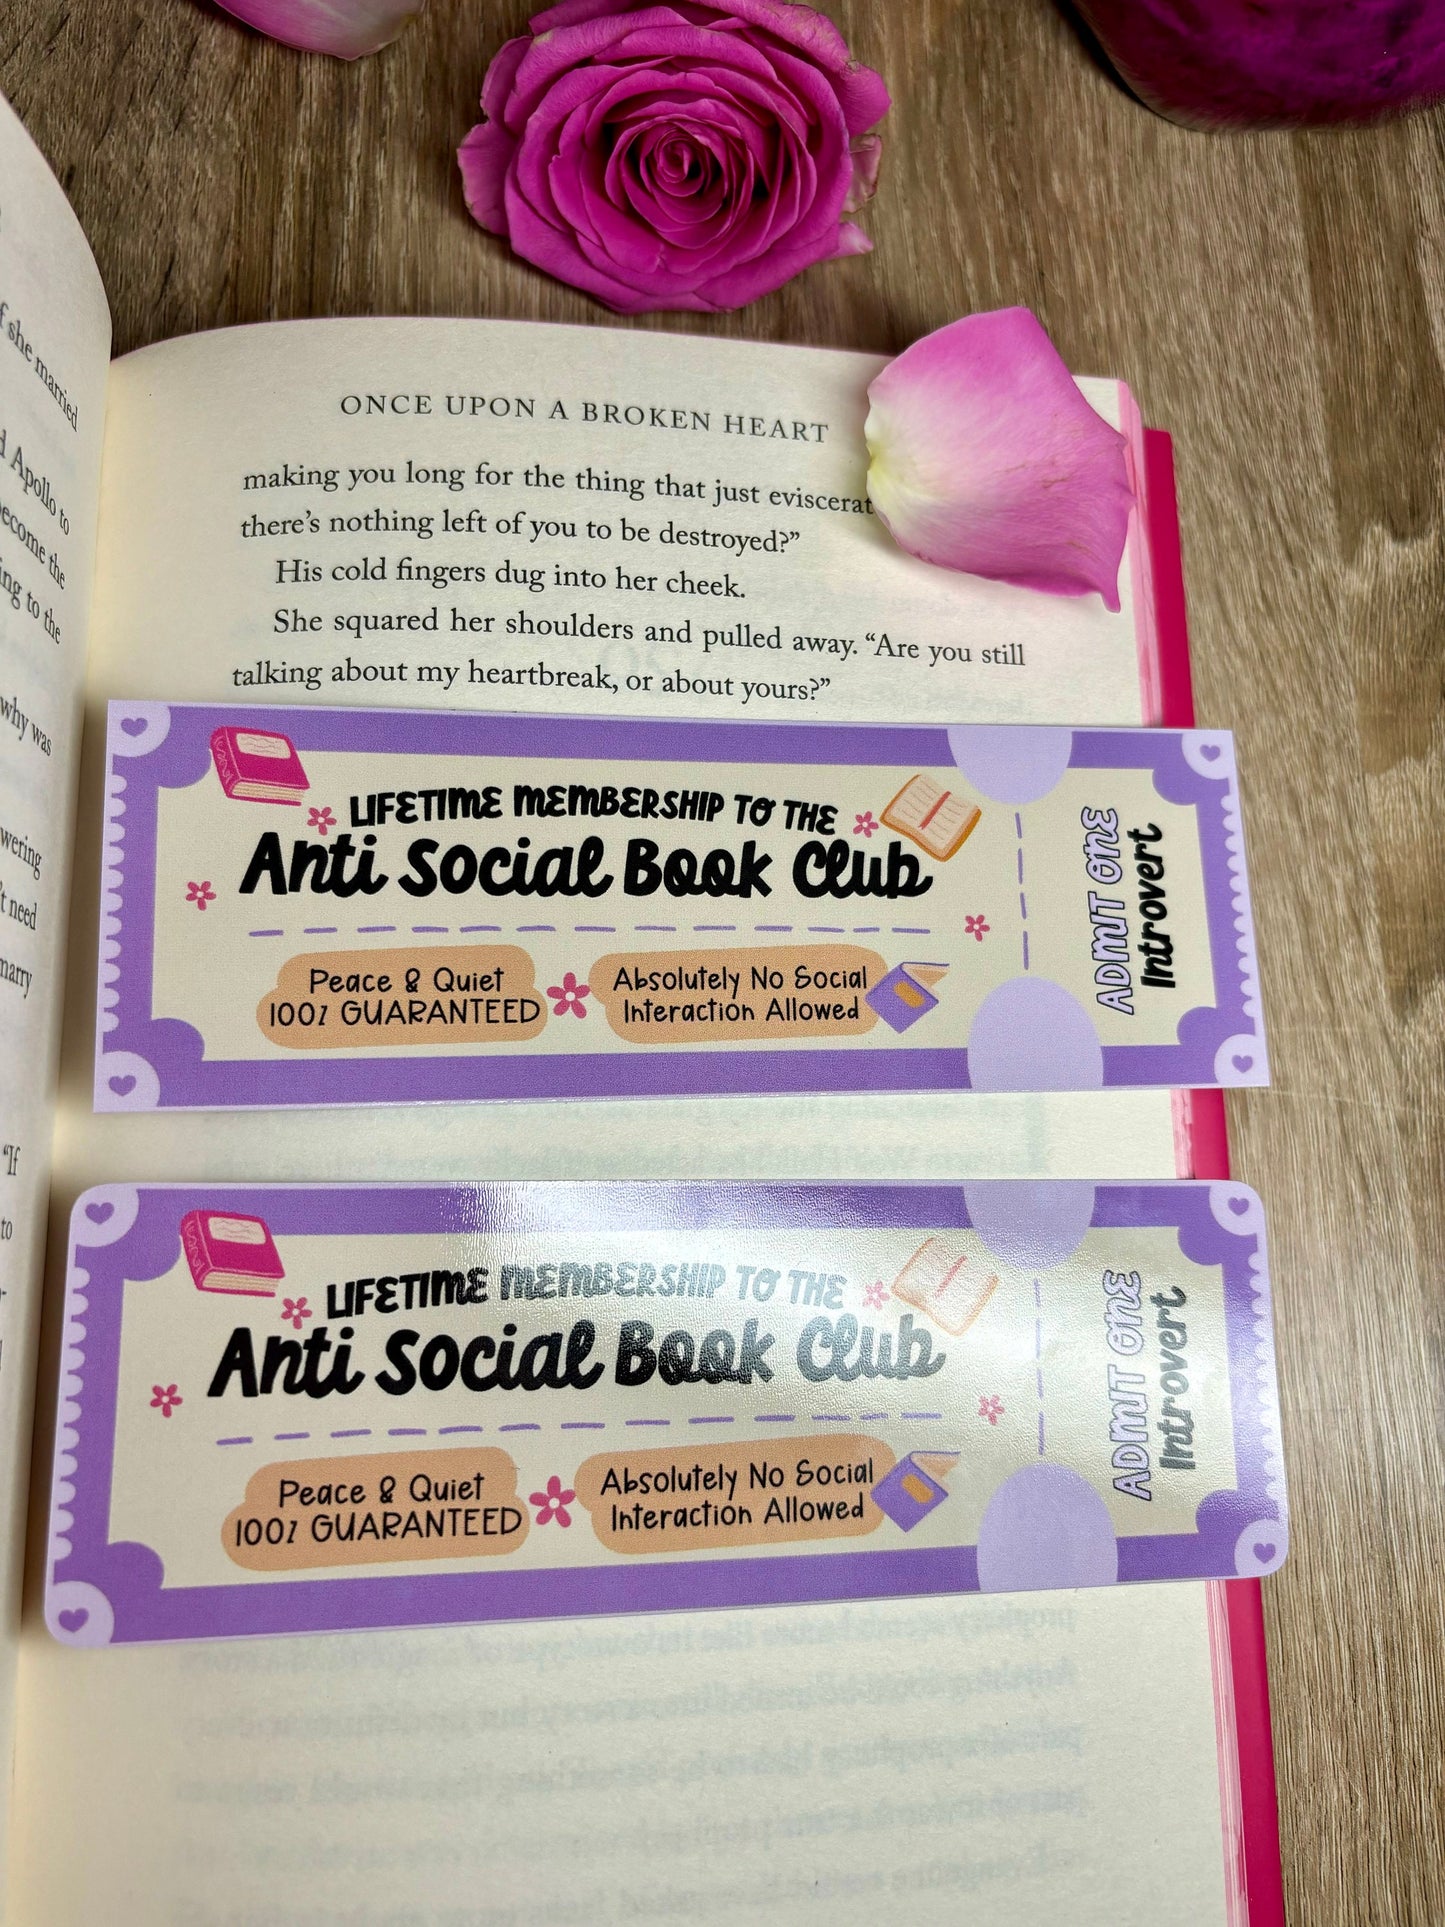 f she married
d Apollo to
ecome the
ing to the
why was
wering
't need
marry
"If
to
ONCE UPON A BROKEN HEART
making you long for the thing that just eviscerat
there's nothing left of you to be destroyed?"
His cold fingers dug into her cheek.
She squared her shoulders and pulled away. "Are you still
talking about my heartbreak, or about yours?"
LIFETIME MEMBERSHIP TO THE
Anti Social Book Club
Peace & Quiet
100% GUARANTEED
Absolutely No Social
Interaction Allowed
ADMIT ONE
Introvert
LIFETIME MEMBERSHIP TO THE
Anti Social Book Club
Peace & Quiet
100% GUARANTEED
Absolutely No Social
Interaction Allowed
ADMIT ONE
Introvert